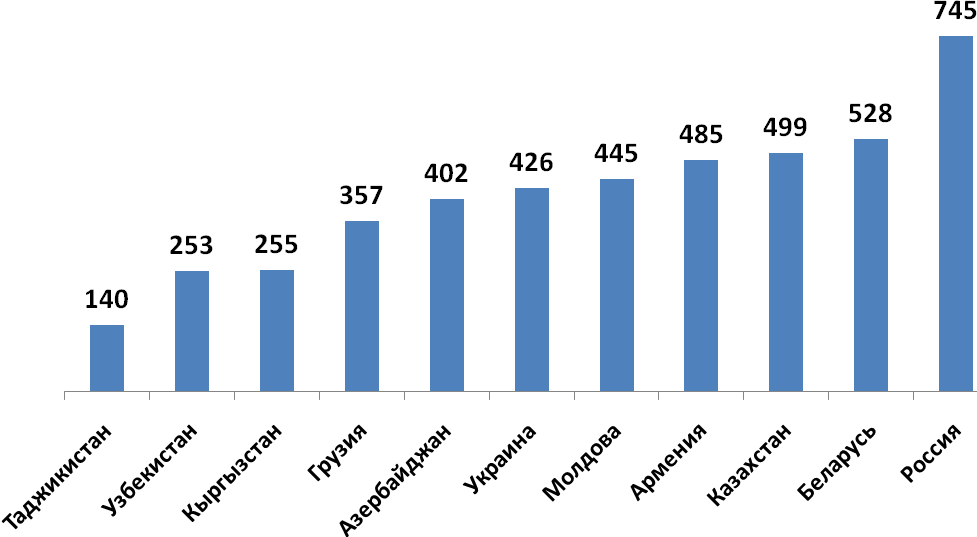 745
528
499
485
445
426
402
357
255
253
140
Таджикистан
Узбекистан
Кыргызстан
Грузия
Азербайджан
Украина
Молдова
Армения
Казахстан
Беларусь
Россия